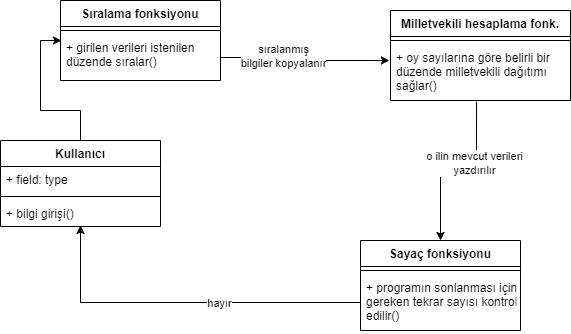 Sıralama fonksiyonu
+ girilen verileri istenilen
düzende sıralar()
sıralanmış
bilgiler kopyalanır
Milletvekili hesaplama fonk.
+ oy sayılarına göre belirli bir
düzende milletvekili dağıtımı
sağlar()
Kullanıcı
+ field: type
+ bilgi girişi()
o ilin mevcut verileri
yazdırılır
Sayaç fonksiyonu
+ programın sonlanması için
gereken tekrar sayısı kontrol
edilir()
hayır